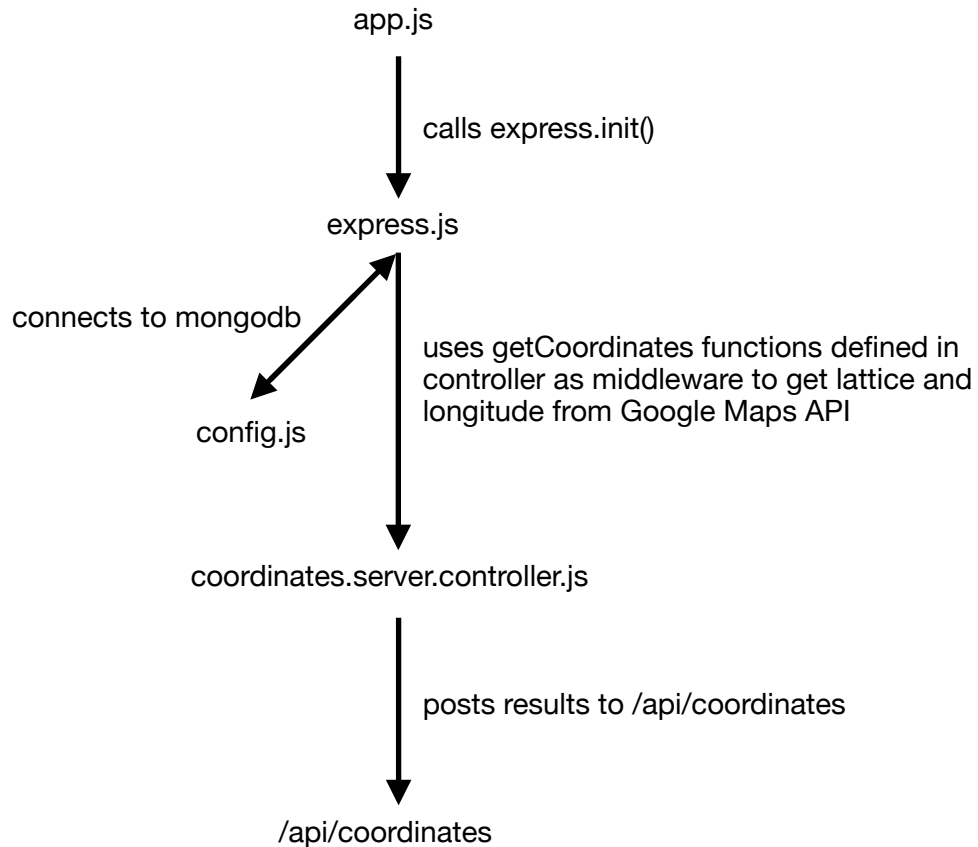 app.js
calls express.init()
express.js
connects to mongodb
uses getCoordinates functions defined in
controller as middleware to get lattice and
longitude from Google Maps API
config.js
coordinates.server.controller.js
posts results to /api/coordinates
/api/coordinates